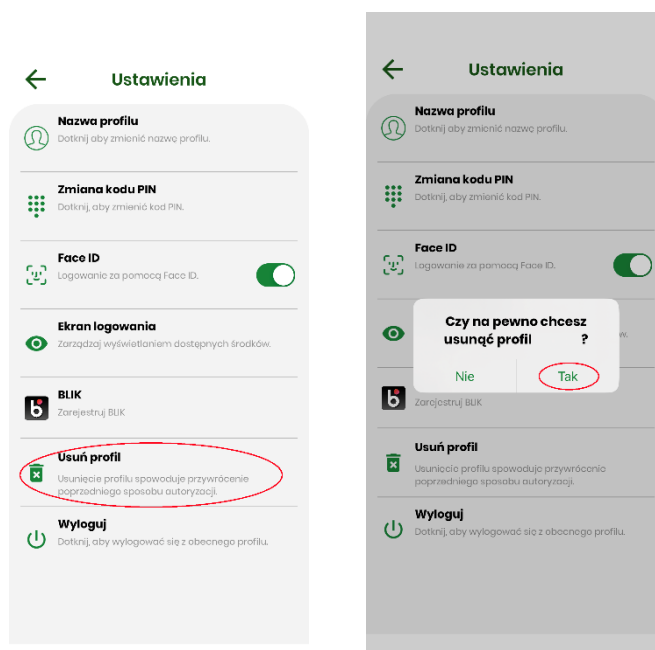 Ustawienia
Nazwa profilu
Dotknij aby zmienić nazwę profilu.
Zmiana kodu PIN
Dotknij, aby zmienić kod PIN.
Face ID
Logowanie za pomocą Face ID.
Ekran logowania
Zarządzaj wyświetlaniem dostępnych środków.
BLIK
Zarejestruj BLIK
Usuń profil
Usunięcie profilu spowoduje przywrócenie
poprzedniego sposobu autoryzacji.
Wyloguj
Dotknij, aby wylogować się z obecnego profilu.
Ustawienia
Nazwa profilu
Dotknij aby zmienić nazwę profilu.
Zmiana kodu PIN
Dotknij, aby zmienić kod PIN.
Face ID
Logowanie za pomocą Face ID.
Czy na pewno chcesz
usunąć profil ?
Nie Tak
Zarejestruj BLIK
Usuń profil
Usunięcie profilu spowoduje przywrócenie
poprzedniego sposobu autoryzacji.
Wyloguj
Dotknij, aby wylogować się z obecnego profilu.